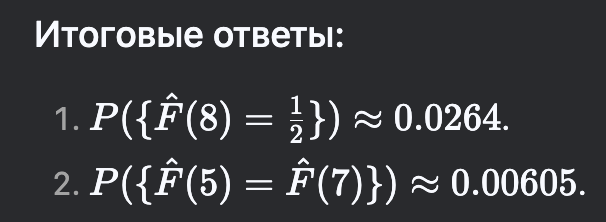 Итоговые ответы:
1. P({F̂(8) = 1/2}) ≈ 0.0264.
2. P({F̂(5) = F̂(7)}) ≈ 0.00605.